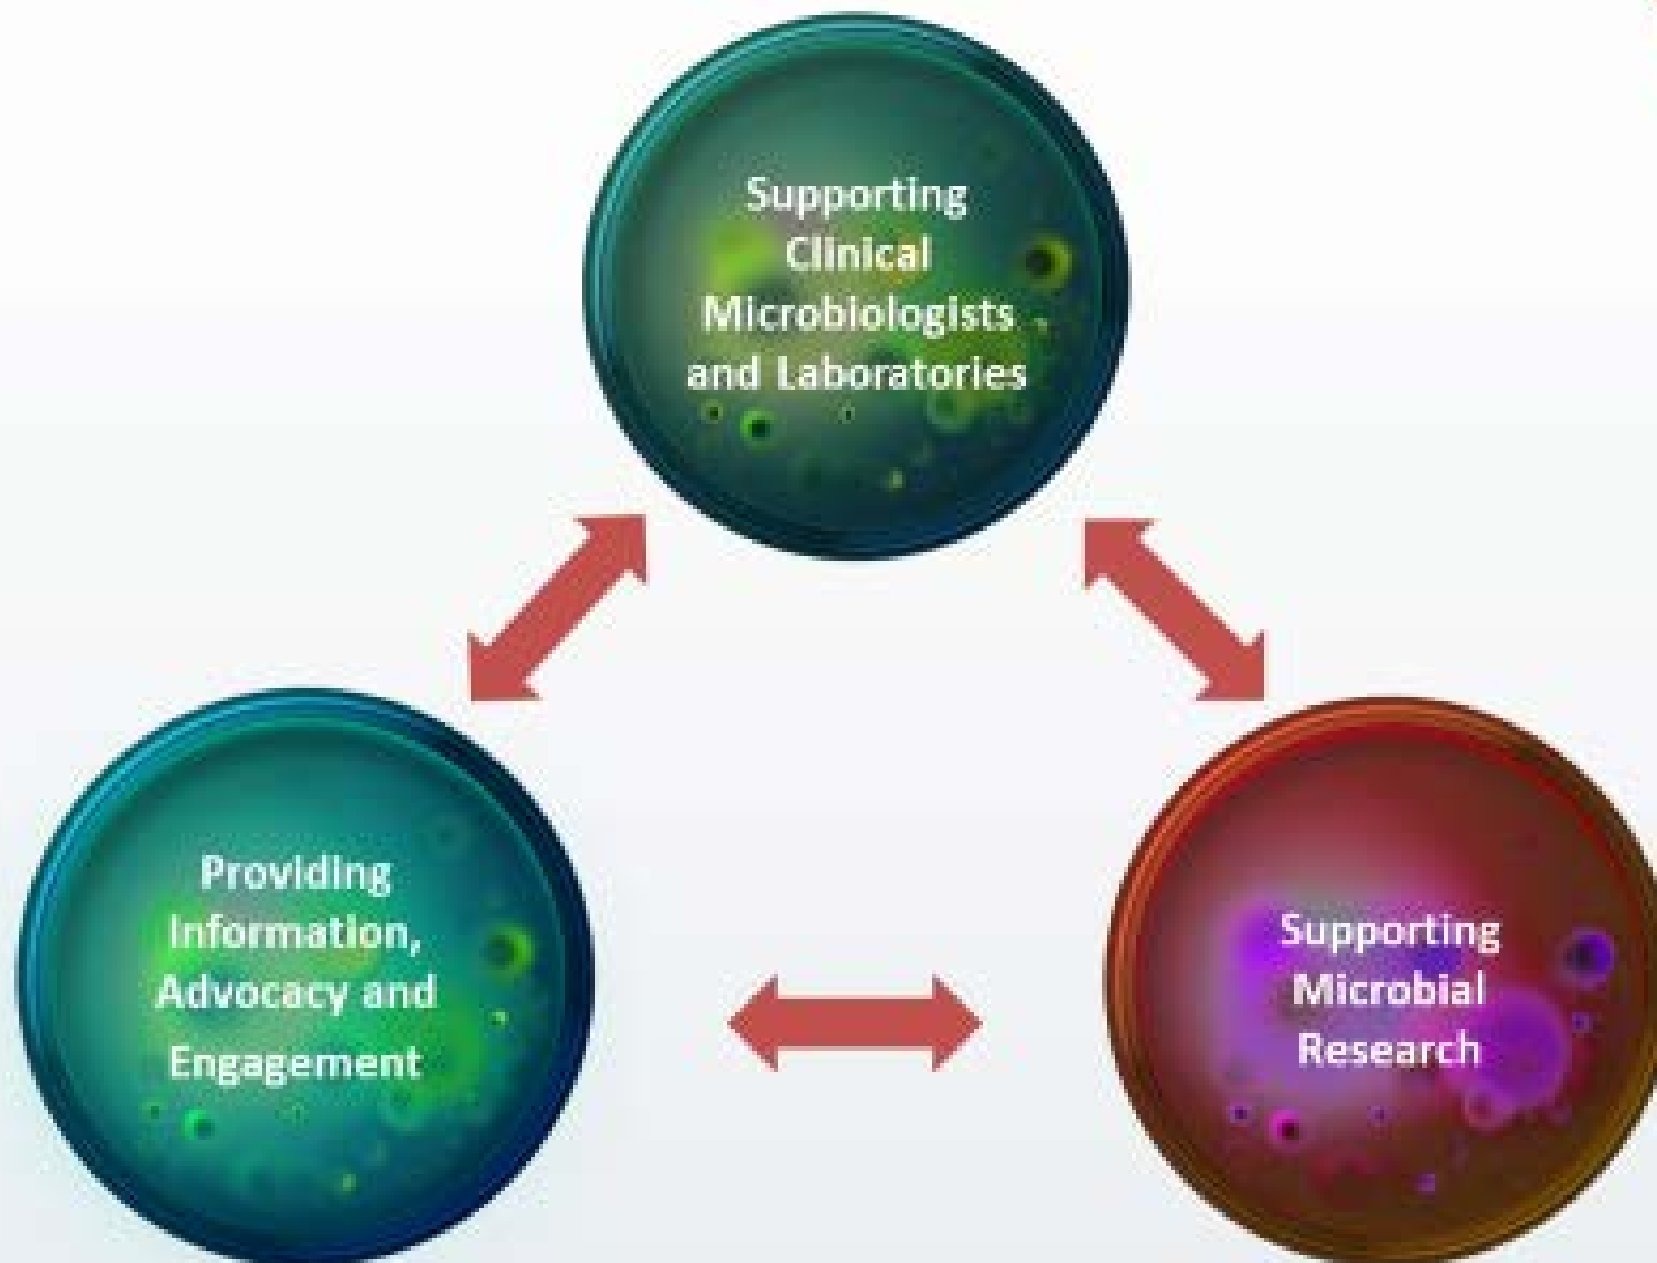 Supporting
Clinical
Microbiologists
and Laboratories
Providing
Information,
Advocacy and
Engagement
Supporting
Microbial
Research